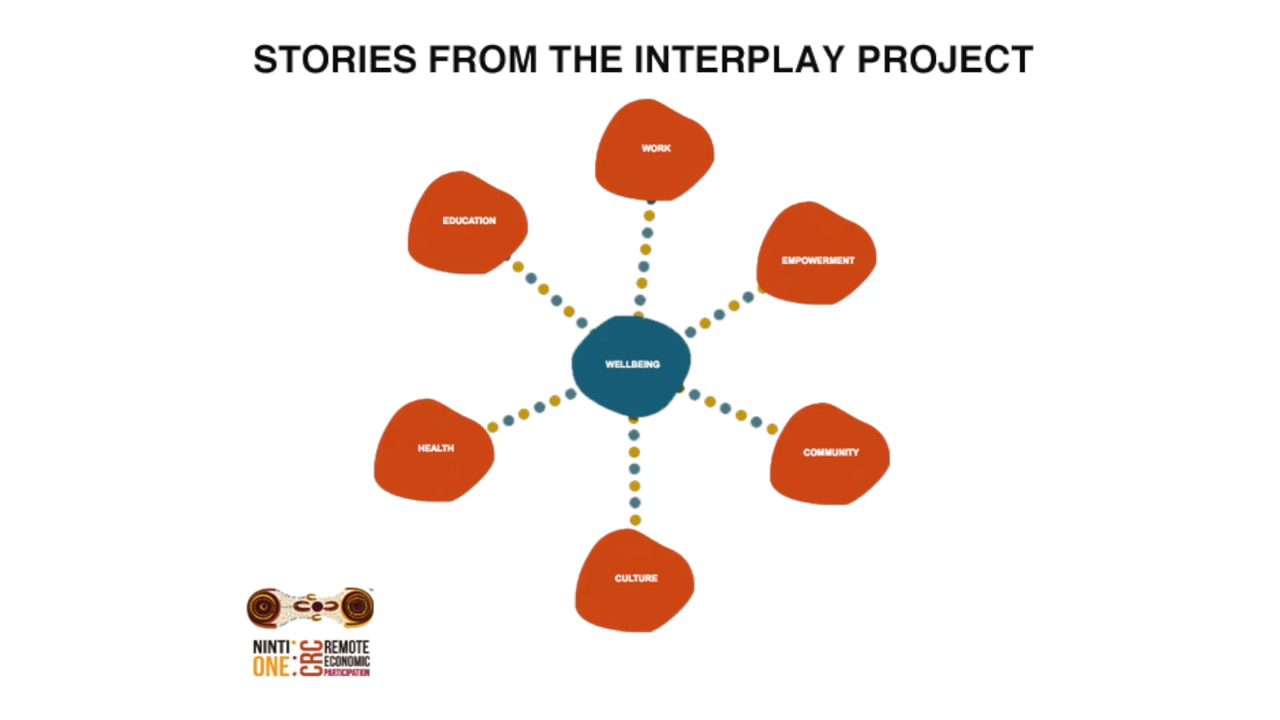 STORIES FROM THE INTERPLAY PROJECT
WORK
EDUCATION
EMPOWERMENT
WELLBEING
HEALTH
COMMUNITY
CULTURE
NINTI ONE: CRC REMOTE ECONOMIC PARTICIPATION